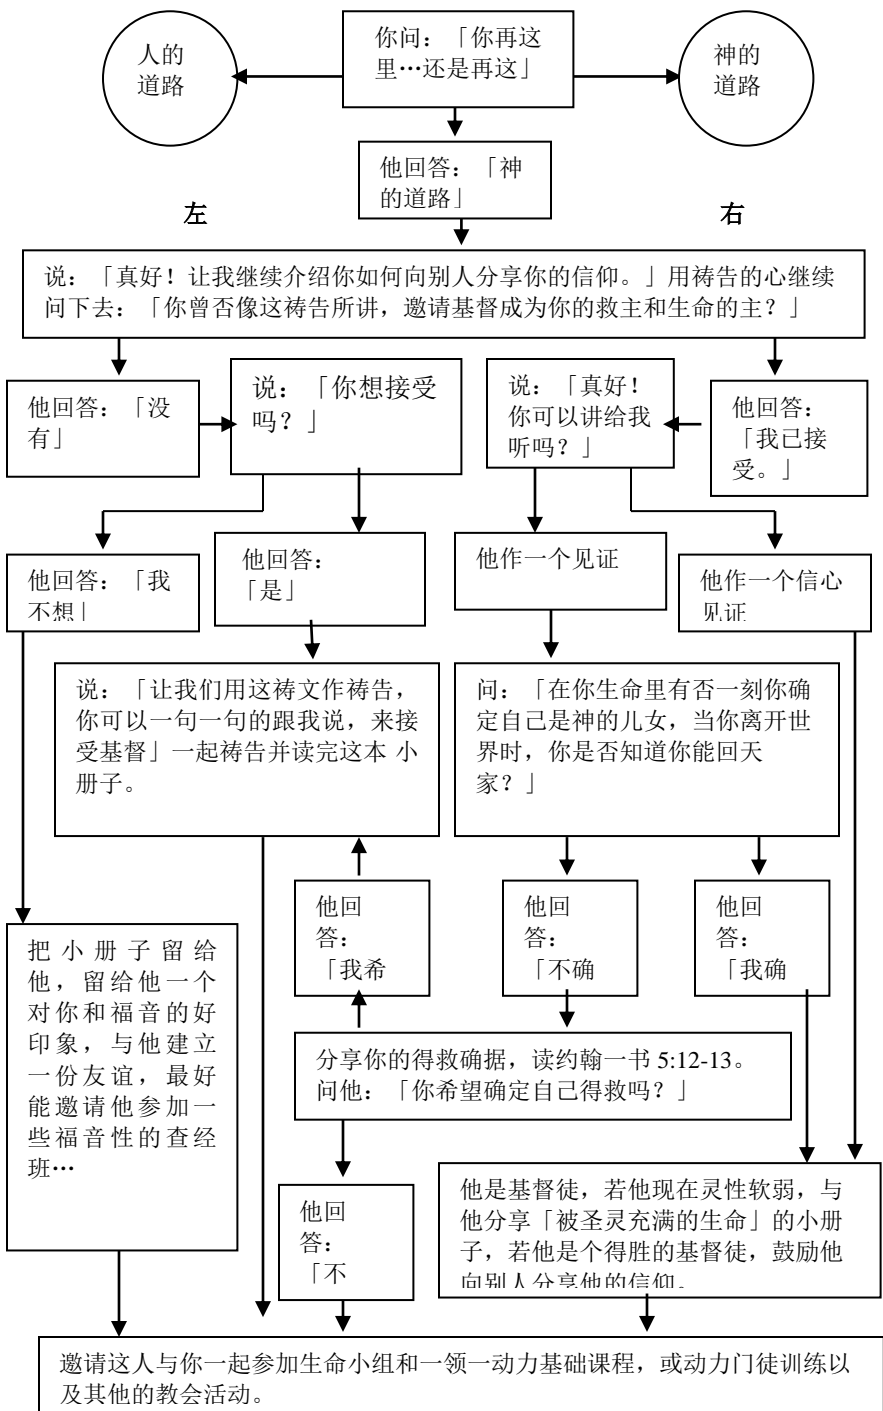 人的
道路
你问：「你再这
里…还是再这」
神的
道路
他回答：「神
的道路」
左
右
说：「真好！让我继续介绍你如何向别人分享你的信仰。」用祷告的心继续
问下去：「你曾否像这祷告所讲，邀请基督成为你的救主和生命的主？」
他回答：「没
有」
说：「你想接受
吗？」
说：「真好！
你可以讲给我
听吗？」
他回答：
「我已接
受。」
他回答：「我
不想」
他回答：
「是」
他作一个见证
他作一个信心
见证
说：「让我们用这祷文作祷告，
你可以一句一句的跟我说，来接
受基督」一起祷告并读完这本 小
册子。
问：「在你生命里有否一刻你确
定自己是神的儿女，当你离开世
界时，你是否知道你能回天
家？」
他回
答：
「我希
他回
答：
「不确
他回
答：
「我确
把小册子留给
他，留给他一个
对你和福音的好
印象，与他建立
一份友谊，最好
能邀请他参加一
些福音性的查经
班…
分享你的得救确据，读约翰一书 5:12-13。
问他：「你希望确定自己得救吗？」
他回
答：
「不
他是基督徒，若他现在灵性软弱，与
他分享「被圣灵充满的生命」的小册
子，若他是个得胜的基督徒，鼓励他
向别人分享他的信仰。
邀请这人与你一起参加生命小组和一领一动力基础课程，或动力门徒训练以
及其他的教会活动。